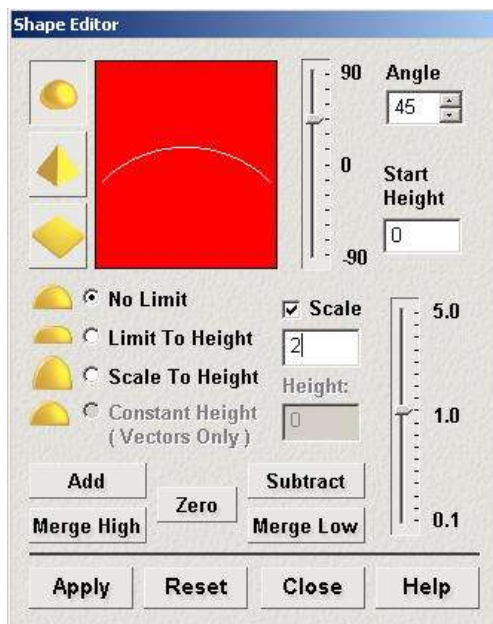 Shape Editor
90
Angle
45
0
Start
Height
0
-90
No Limit
Scale
5.0
Limit To Height
2
Scale To Height
Height:
1.0
Constant Height
0
( Vectors Only )
Add
Subtract
Zero
Merge High
Merge Low
0.1
Apply
Reset
Close
Help